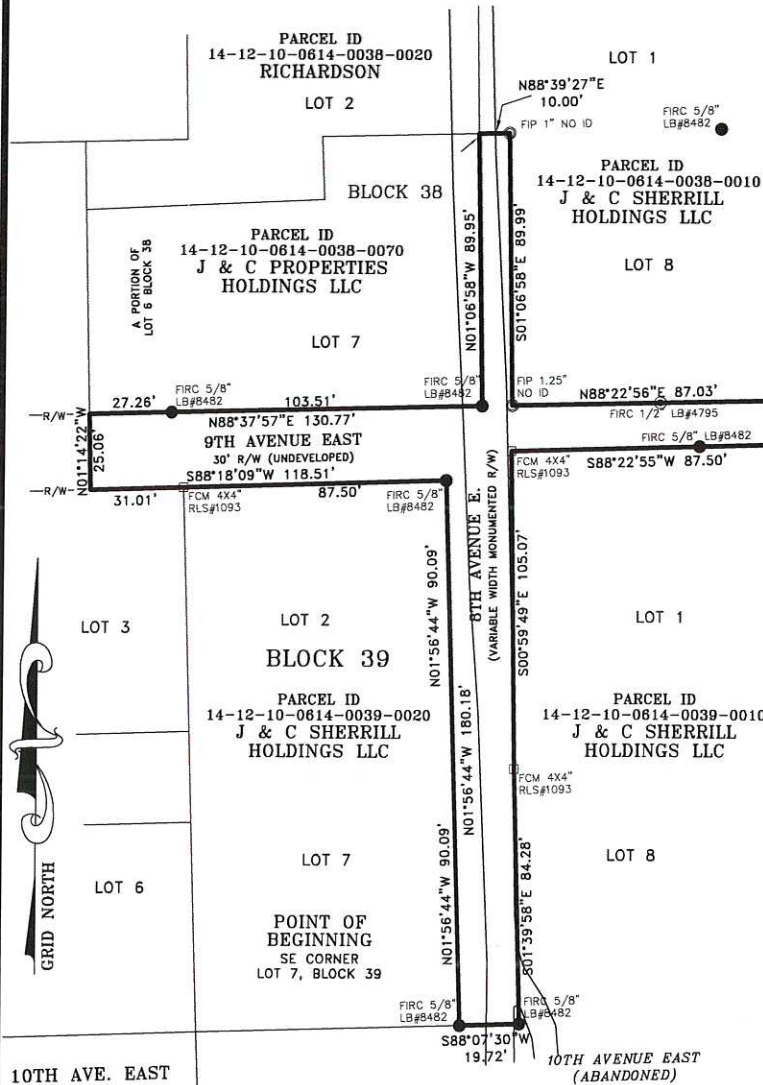 PARCEL ID
14-12-10-0614-0038-0020
RICHARDSON
LOT 2
LOT 1
N88°39'27"E
10.00'
FIP 1" NO ID
FIRC 5/8"
LB#8482
PARCEL ID
14-12-10-0614-0038-0010
J & C SHERRILL
HOLDINGS LLC
LOT 8
BLOCK 38
PARCEL ID
14-12-10-0614-0038-0070
J & C PROPERTIES
HOLDINGS LLC
A PORTION OF
LOT 6 BLOCK 38
LOT 7
N01°06'58"W 89.95'
S01°06'58"E 89.99'
27.26'
FIRC 5/8"
LB#8482
103.51'
FIRC 5/8"
LB#8482
FIP 1.25"
NO ID
N88°22'56"E 87.03'
FIRC 1/2" LB#4795
—R/W—
N88°37'57"E 130.77'
N01°14'22"W
25.06'
9TH AVENUE EAST
30' R/W (UNDEVELOPED)
S88°18'09"W 118.51'
FIRC 5/8" LB#8482
S88°22'55"W 87.50'
FCM 4X4"
RLS#1093
—R/W—
31.01'
FCM 4X4"
RLS#1093
87.50'
FIRC 5/8"
LB#8482
8TH AVENUE E.
(VARIABLE WIDTH MONUMENTED R/W)
N01°56'44"W 90.09'
S00°59'49"E 105.07'
LOT 3
LOT 2
LOT 1
BLOCK 39
PARCEL ID
14-12-10-0614-0039-0020
J & C SHERRILL
HOLDINGS LLC
N01°56'44"W 180.18'
PARCEL ID
14-12-10-0614-0039-0010
J & C SHERRILL
HOLDINGS LLC
FCM 4X4"
RLS#1093
LOT 6
LOT 7
LOT 8
N01°56'44"W 90.09'
S01°39'58"E 84.28'
GRID NORTH
POINT OF
BEGINNING
SE CORNER
LOT 7, BLOCK 39
FIRC 5/8"
LB#8482
FIRC 5/8"
LB#8482
S88°07'30"W
19.72'
10TH AVE. EAST
10TH AVENUE EAST
(ABANDONED)